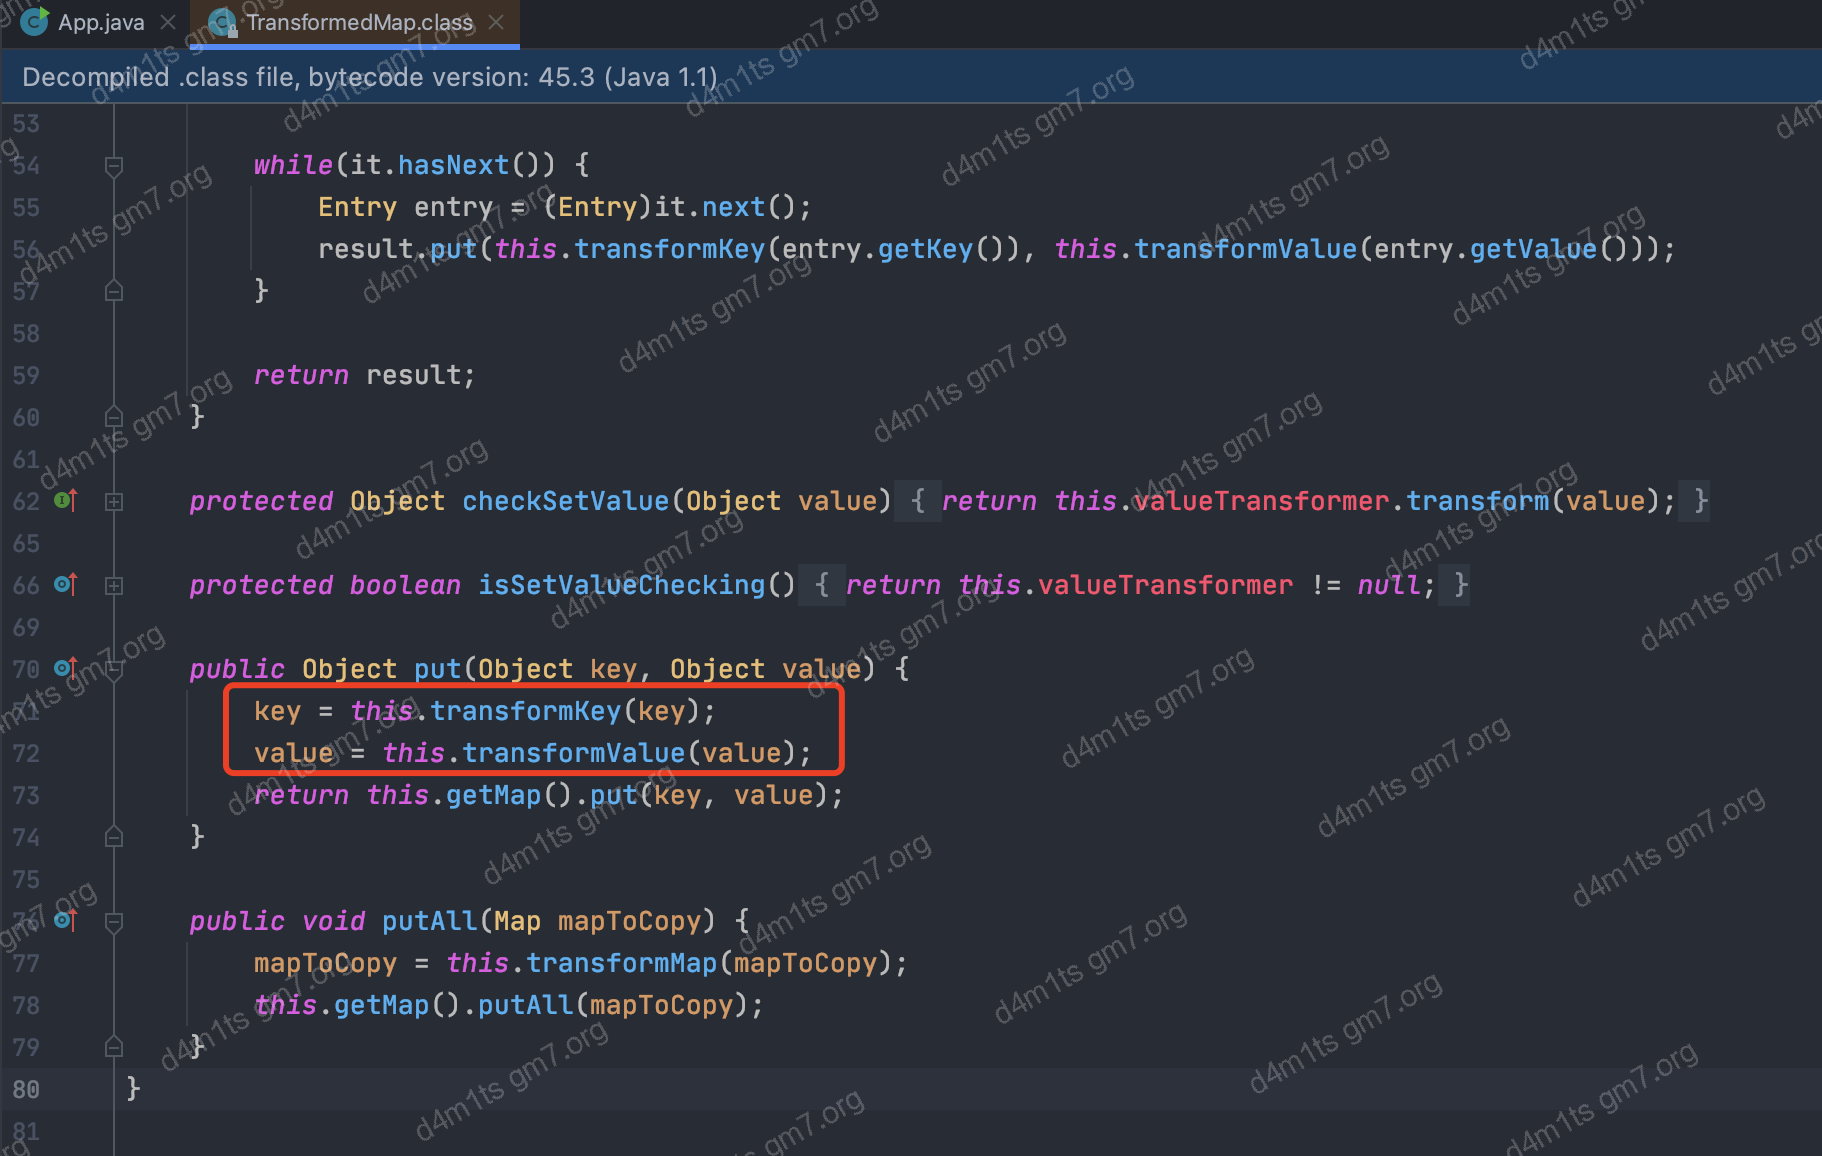 App.java
TransformedMap.class
Decompiled .class file, bytecode version: 45.3 (Java 1.1)
53
54 while(it.hasNext()) {
55 Entry entry = (Entry)it.next();
56 result.put(this.transformKey(entry.getKey()), this.transformValue(entry.getValue()));
57 }
58
59 return result;
60 }
61
62 protected Object checkSetValue(Object value) { return this.valueTransformer.transform(value); }
65
66 protected boolean isSetValueChecking() { return this.valueTransformer != null; }
69
70 public Object put(Object key, Object value) {
71 key = this.transformKey(key);
72 value = this.transformValue(value);
73 return this.getMap().put(key, value);
74 }
75
76 public void putAll(Map mapToCopy) {
77 mapToCopy = this.transformMap(mapToCopy);
78 this.getMap().putAll(mapToCopy);
79 }
80 }
81
d4m1ts gm7.org